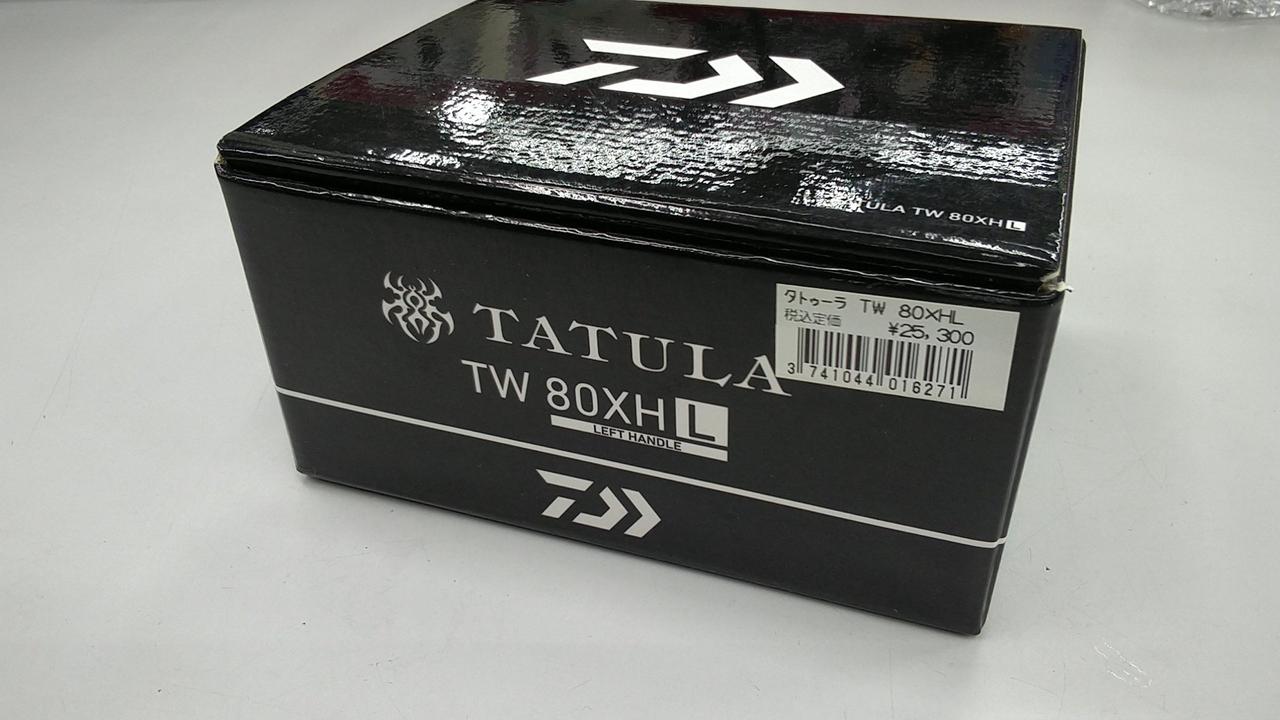 TATULA TW 80XH L
TATULA
TW 80XH L
LEFT HANDLE
タトゥーラ TW 80XHL
税込定価 ¥25,300
3 741044 016271